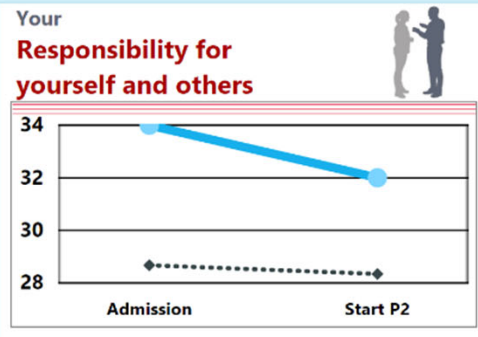 Your
Responsibility for
yourself and others
34
32
30
28
Admission Start P2